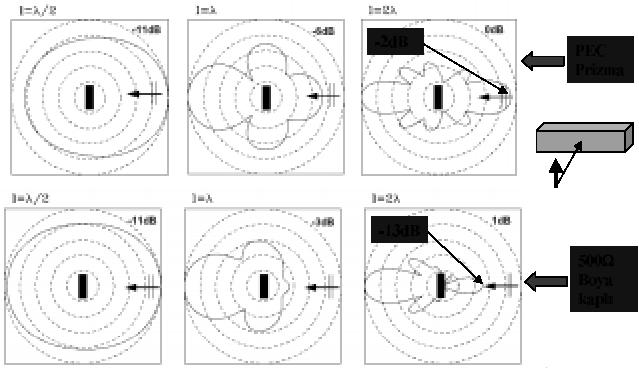 l=λ/2
l=λ
l=2λ
-11dB
-6dB
0dB
-2dB
PEC
Prizma
l=λ/2
l=λ
l=2λ
-11dB
-3dB
1dB
-13dB
500Ω
Boya
kaplı